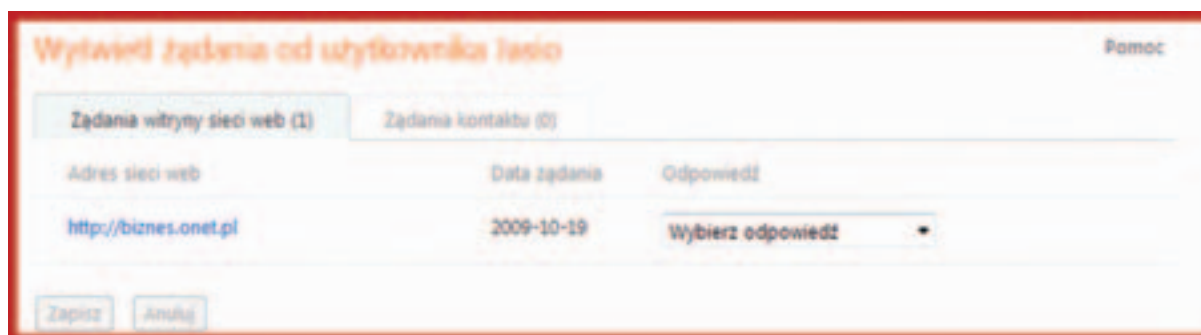 Wyświetl żądania od użytkownika Jasio
Pomoc
Żądania witryny sieci web (1) Żądania kontaktu (0)
Adres sieci web Data żądania Odpowiedź
http://biznes.onet.pl 2009-10-19 Wybierz odpowiedź
Zapisz Anuluj